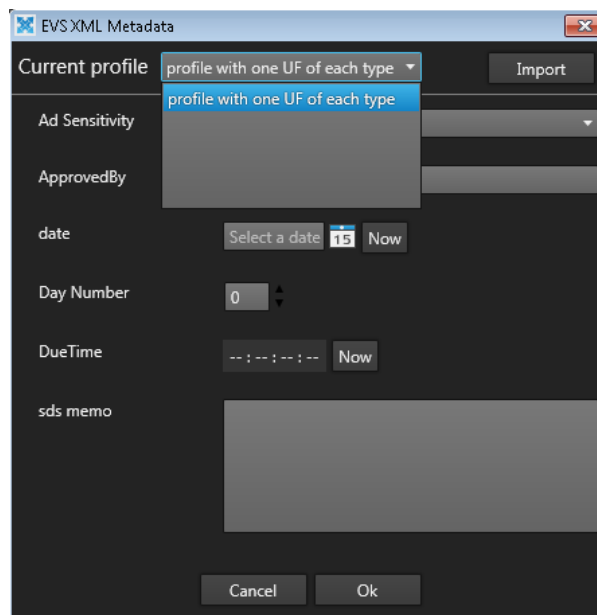 EVS XML Metadata
Current profile profile with one UF of each type Import
profile with one UF of each type
Ad Sensitivity
ApprovedBy
date Select a date 15 Now
Day Number 0
DueTime --:--:--:-- Now
sds memo
Cancel Ok